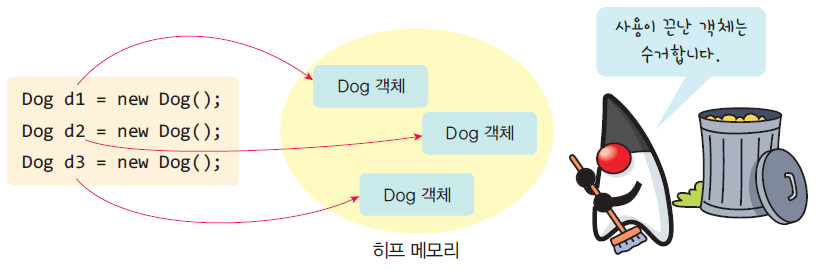 Dog d1 = new Dog();
Dog d2 = new Dog();
Dog d3 = new Dog();
Dog 객체
Dog 객체
Dog 객체
히프 메모리
사용이 끝난 객체는
수거합니다.